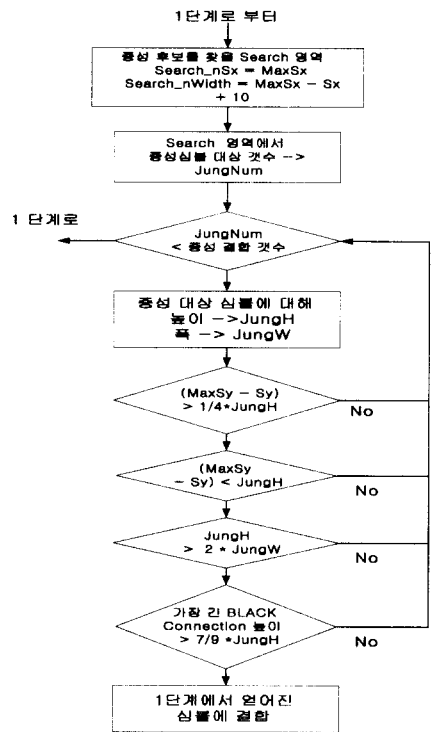 1단계로 부터
중성 후보를 찾을 Search 영역
Search_nSx = MaxSx
Search_nWidth = MaxSx - Sx
+ 10
Search 영역에서
중성심볼 대상 갯수 -->
JungNum
1 단계로
JungNum
< 중성 결합 갯수
중성 대상 심볼에 대해
높이 ->JungH
폭 -> JungW
(MaxSy - Sy)
> 1/4*JungH
No
(MaxSy
- Sy) < JungH
No
JungH
> 2 * JungW
No
가장 긴 BLACK
Connection 높이
> 7/9 *JungH
No
1단계에서 얻어진
심볼에 결합